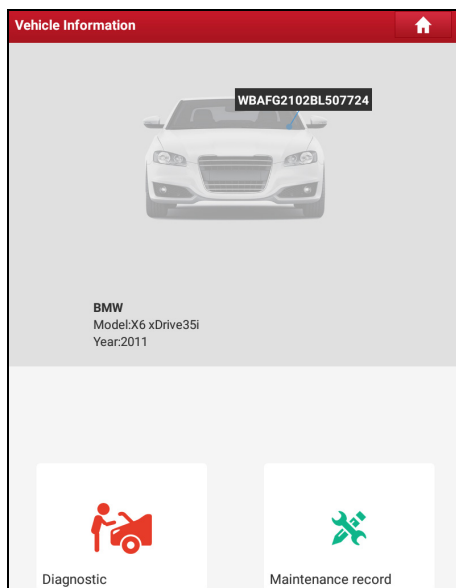 Vehicle Information
WBAFG2102BL507724
BMW
Model:X6 xDrive35i
Year:2011
Diagnostic
Maintenance record